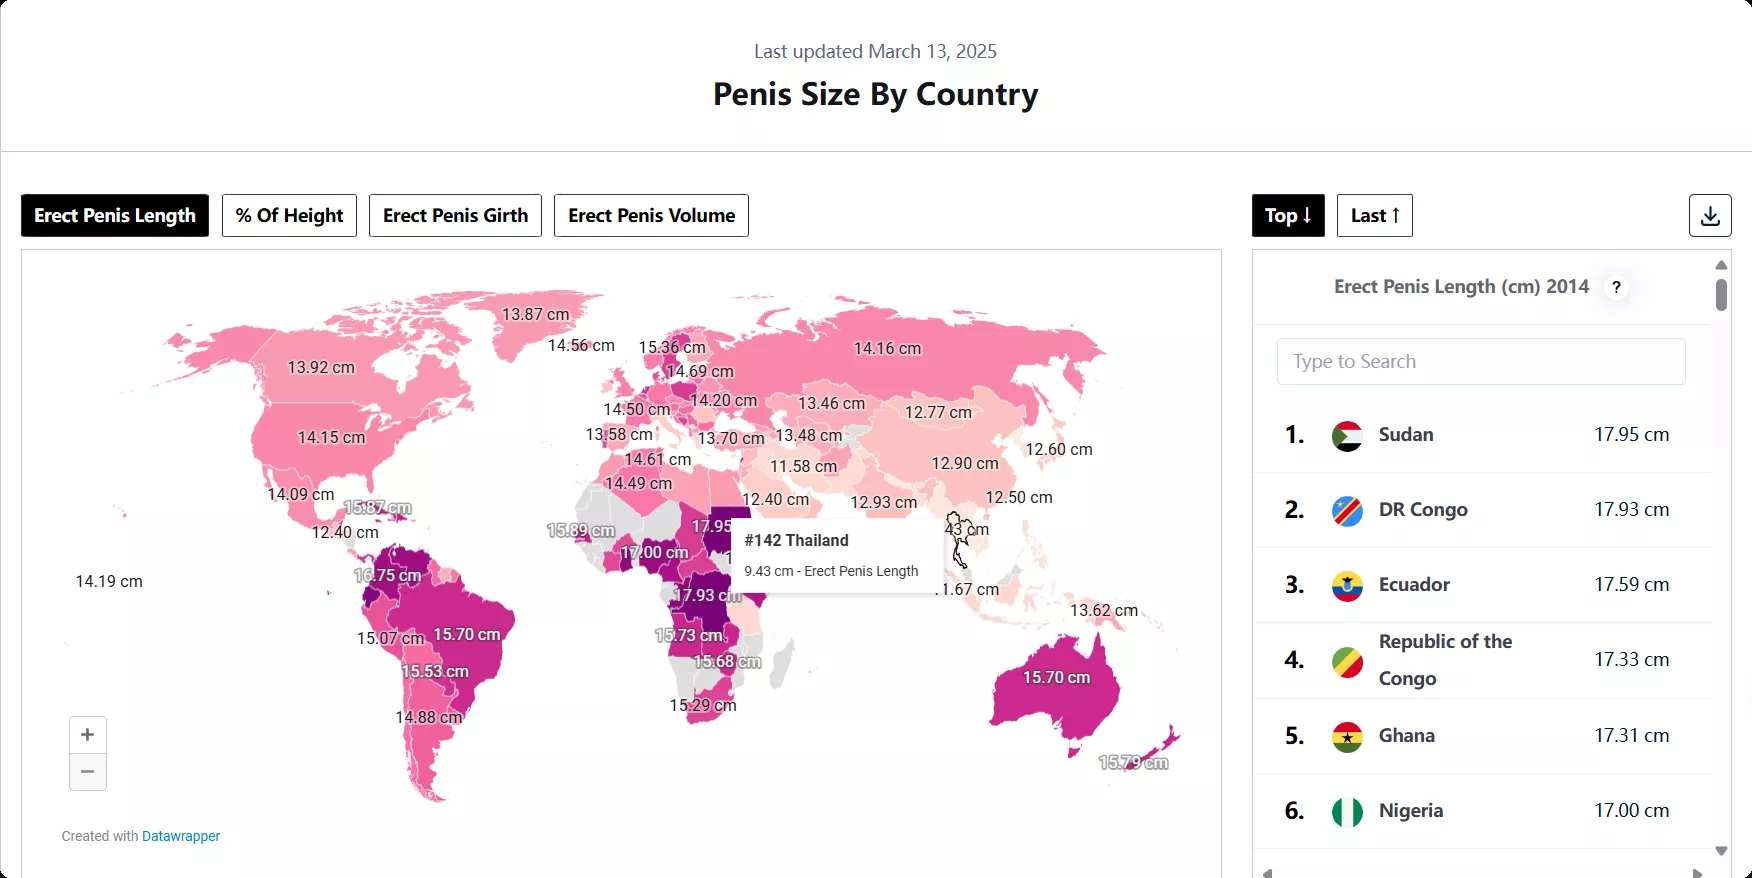 Last updated March 13, 2025
Penis Size By Country
Erect Penis Length
% Of Height
Erect Penis Girth
Erect Penis Volume
Top ↓
Last ↑
13.87 cm
14.56 cm
15.36 cm
14.16 cm
13.92 cm
14.69 cm
14.50 cm
14.20 cm
13.46 cm
12.77 cm
14.15 cm
13.58 cm
13.70 cm
13.48 cm
12.60 cm
14.61 cm
11.58 cm
12.90 cm
14.09 cm
14.49 cm
12.40 cm
12.93 cm
12.50 cm
15.87 cm
12.40 cm
15.89 cm
17.95
43 cm
17.00 cm
#142 Thailand
9.43 cm - Erect Penis Length
16.75 cm
14.19 cm
17.93 cm
1.67 cm
13.62 cm
15.07 cm
15.70 cm
15.73 cm
15.53 cm
15.68 cm
15.70 cm
14.88 cm
15.29 cm
15.79 cm
+
−
Created with Datawrapper
Erect Penis Length (cm) 2014 ?
Type to Search
1. Sudan 17.95 cm
2. DR Congo 17.93 cm
3. Ecuador 17.59 cm
4. Republic of the
Congo 17.33 cm
5. Ghana 17.31 cm
6. Nigeria 17.00 cm